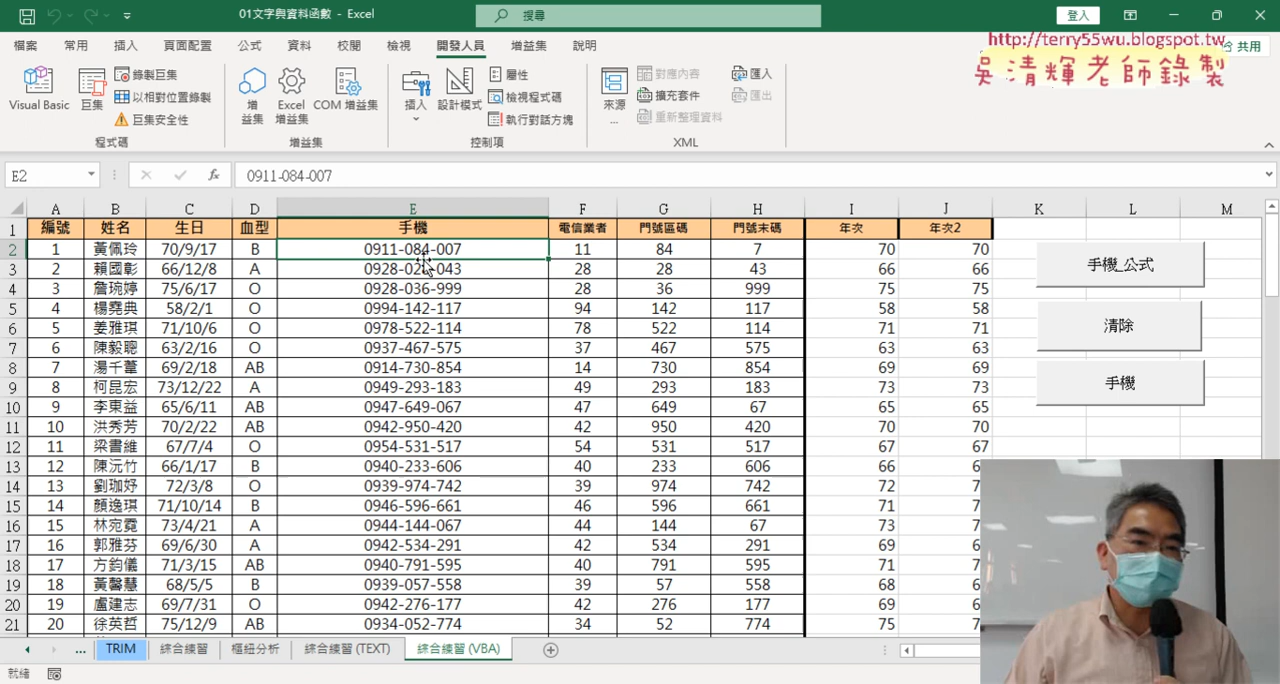 01文字與資料函數 - Excel
搜尋
登入
檔案 常用 插入 頁面配置 公式 資料 校閱 檢視 開發人員 增益集 說明
共用
http://terry55wu.blogspot.tw
吳清輝老師錄製
Visual Basic
巨集
錄製巨集
以相對位置錄製
巨集安全性
程式碼
增益集
Excel 增益集
COM 增益集
增益集
插入
設計模式
屬性
檢視程式碼
執行對話方塊
控制項
來源
...
對應內容
擴充套件
重新整理資料
匯入
匯出
XML
E2
fx
0911-084-007
A B C D E F G H I J K L M
1 編號 姓名 生日 血型 手機 電信業者 門號區碼 門號末碼 年次 年次2
2 1 黃佩玲 70/9/17 B 0911-084-007 11 84 7 70 70
3 2 賴國彰 66/12/8 A 28 28 43 66 66
4 3 詹琬婷 75/6/17 O 0928-036-999 28 36 999 75 75
5 4 楊堯典 58/2/1 O 0994-142-117 94 142 117 58 58
6 5 姜雅琪 71/10/6 O 0978-522-114 78 522 114 71 71
7 6 陳毅聰 63/2/16 O 0937-467-575 37 467 575 63 63
8 7 湯千葦 69/2/18 AB 0914-730-854 14 730 854 69 69
9 8 柯昆宏 73/12/22 A 0949-293-183 49 293 183 73 73
10 9 李東益 65/6/11 AB 0947-649-067 47 649 67 65 65
11 10 洪秀芳 70/2/22 AB 0942-950-420 42 950 420 70 70
12 11 梁書維 67/7/4 O 0954-531-517 54 531 517 67 67
13 12 陳沅竹 66/1/17 B 0940-233-606 40 233 606 66
14 13 劉珈妤 72/3/8 O 0939-974-742 39 974 742 72
15 14 顏逸琪 71/10/14 B 0946-596-661 46 596 661 71
16 15 林宛霓 73/4/21 A 0944-144-067 44 144 67 73
17 16 郭雅芬 69/6/30 A 0942-534-291 42 534 291 69
18 17 方鈞儀 71/3/15 AB 0940-791-595 40 791 595 71
19 18 黃馨慧 68/5/5 B 0939-057-558 39 57 558 68
20 19 盧建志 69/7/31 O 0942-276-177 42 276 177 69
21 20 徐英哲 75/12/9 AB 0934-052-774 34 52 774 75
手機_公式
清除
手機
... TRIM 綜合練習 樞紐分析 綜合練習 (TEXT) 綜合練習 (VBA)
就緒